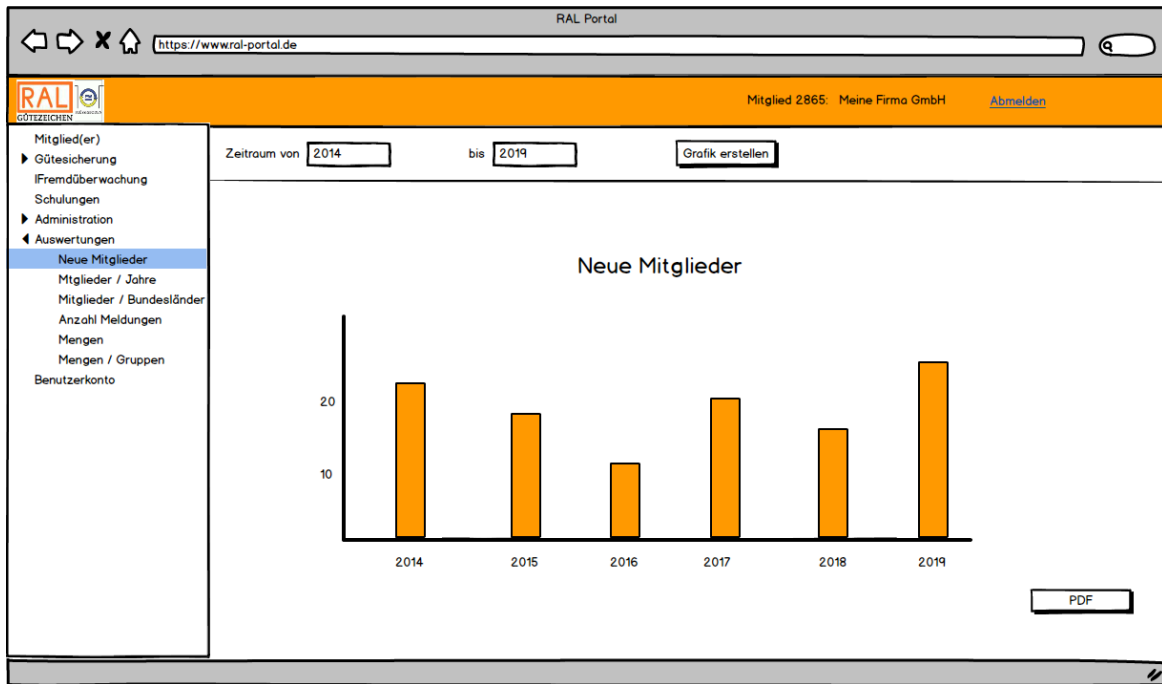 RAL Portal
https://www.ral-portal.de
RAL
GÜTEZEICHEN
Mitglied 2865: Meine Firma GmbH Abmelden
Mitglied(er)
Gütesicherung
IFremdüberwachung
Schulungen
Administration
Auswertungen
Neue Mitglieder
Mtglieder / Jahre
Mitglieder / Bundesländer
Anzahl Meldungen
Mengen
Mengen / Gruppen
Benutzerkonto
Zeitraum von 2014 bis 2019 Grafik erstellen
Neue Mitglieder
20
10
2014 2015 2016 2017 2018 2019
PDF